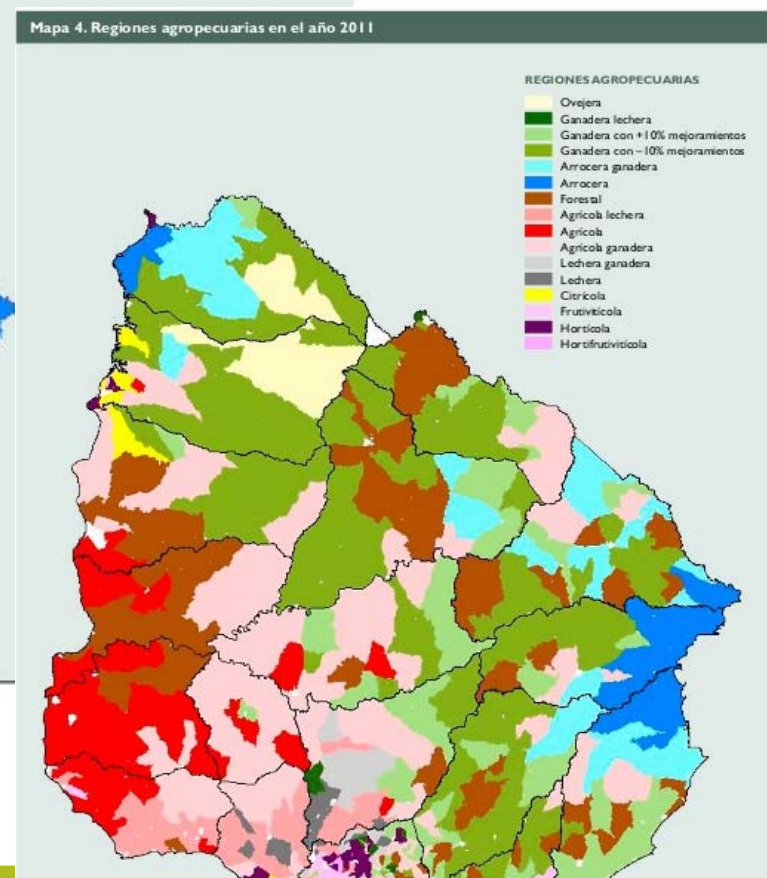 Mapa 4. Regiones agropecuarias en el año 2011
REGIONES AGROPECUARIAS
Ovejera
Ganadera lechera
Ganadera con +10% mejoramientos
Ganadera con –10% mejoramientos
Arrocera ganadera
Arrocera
Forestal
Agrícola lechera
Agrícola
Agrícola ganadera
Lechera ganadera
Lechera
Citrícola
Frutivitícola
Hortícola
Hortifrutivitícola